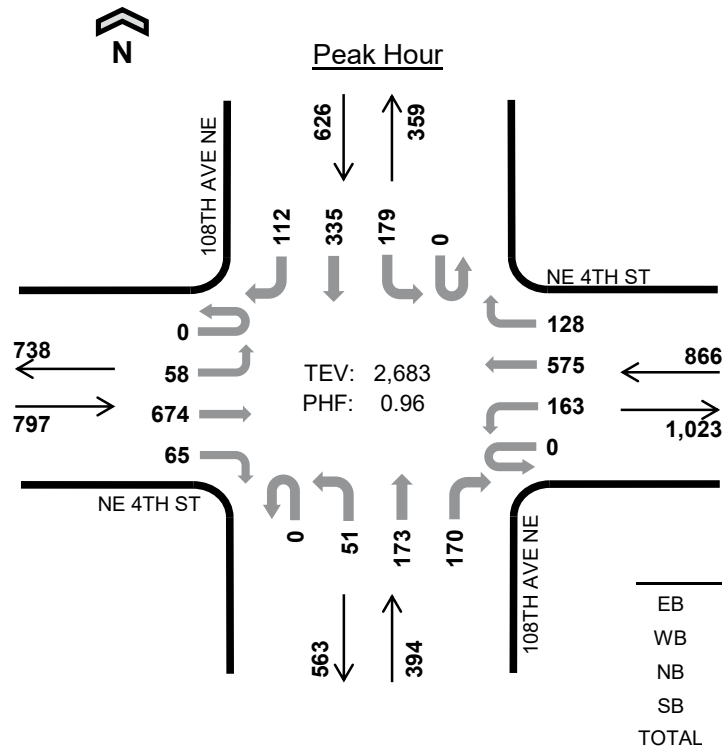 N
Peak Hour
626
359
108TH AVE NE
112
335
179
0
NE 4TH ST
0
128
738
58
TEV: 2,683
575
866
797
674
PHF: 0.96
163
1,023
65
0
NE 4TH ST
0
51
173
170
108TH AVE NE
563
394
EB
WB
NB
SB
TOTAL